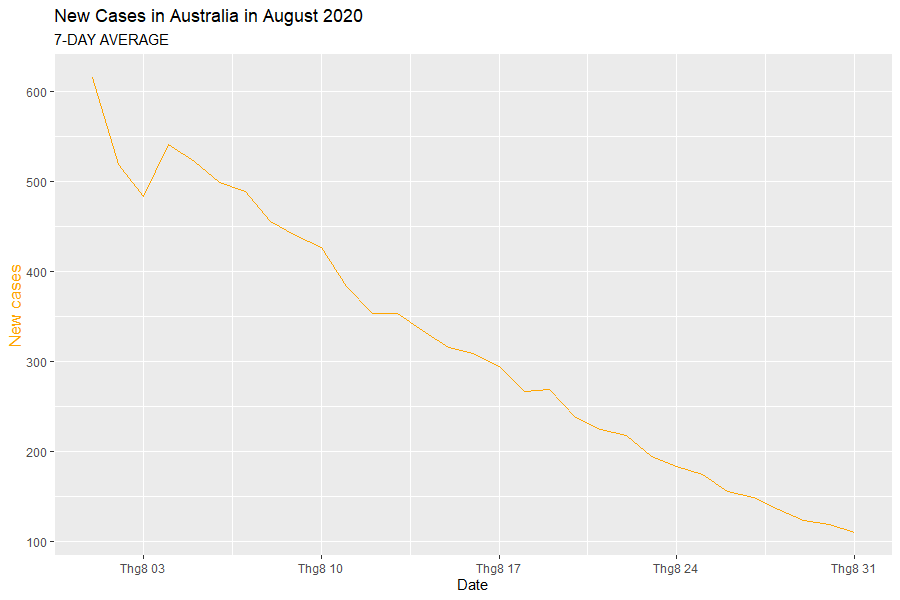 New Cases in Australia in August 2020
7-DAY AVERAGE
New cases
600
500
400
300
200
100
Thg8 03
Thg8 10
Thg8 17
Thg8 24
Thg8 31
Date